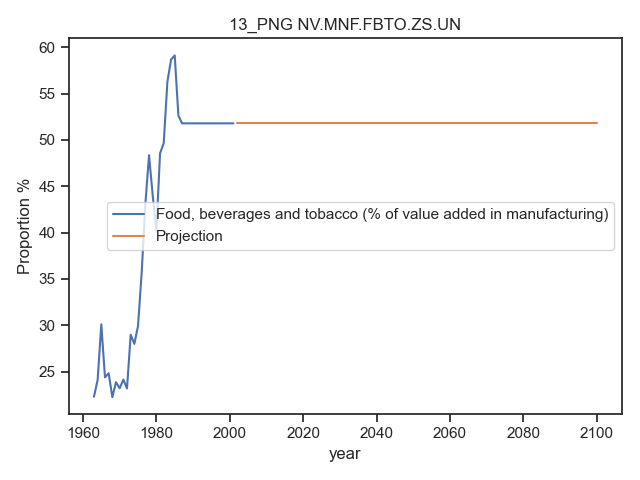 13_PNG NV.MNF.FBTO.ZS.UN
60
55
50
45
40
35
30
25
Proportion %
Food, beverages and tobacco (% of value added in manufacturing)
Projection
1960 1980 2000 2020 2040 2060 2080 2100
year